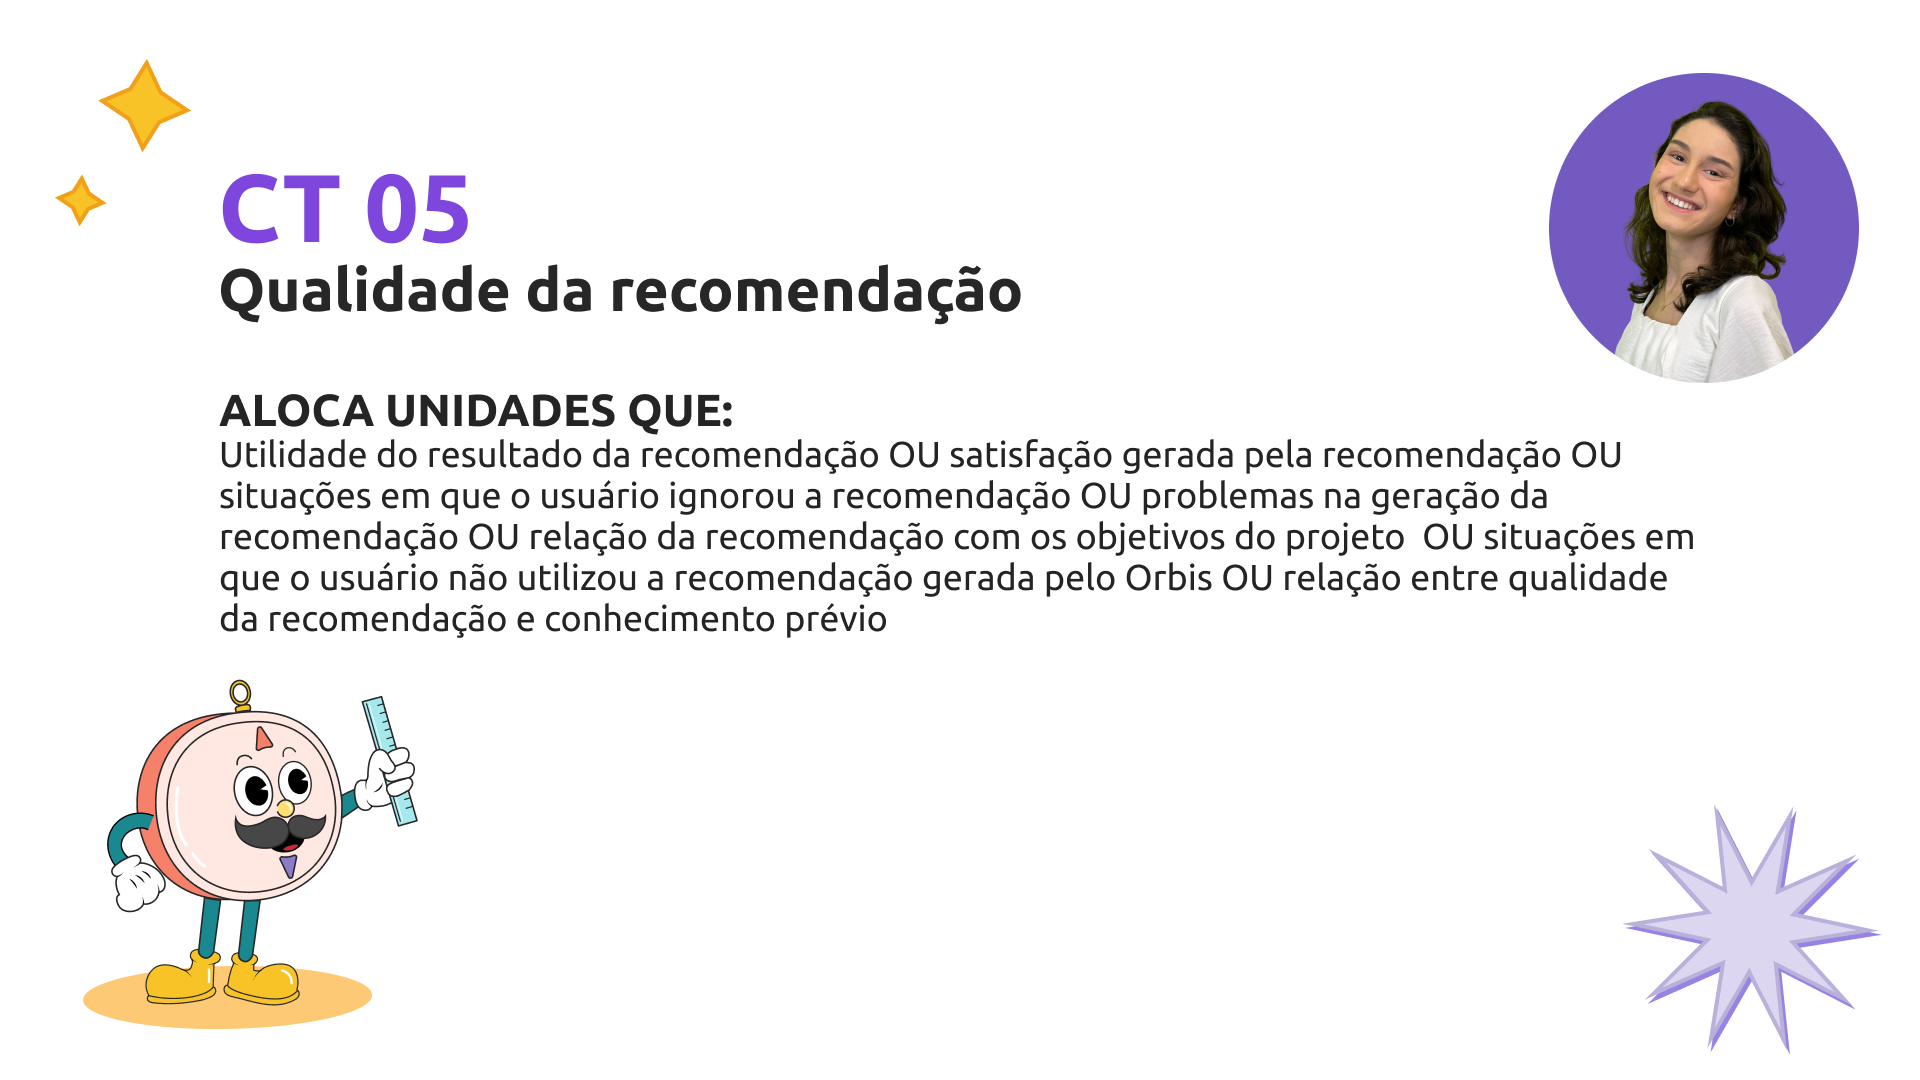 CT 05
Qualidade da recomendação
ALOCA UNIDADES QUE:
Utilidade do resultado da recomendação OU satisfação gerada pela recomendação OU
situações em que o usuário ignorou a recomendação OU problemas na geração da
recomendação OU relação da recomendação com os objetivos do projeto  OU situações em
que o usuário não utilizou a recomendação gerada pelo Orbis OU relação entre qualidade
da recomendação e conhecimento prévio